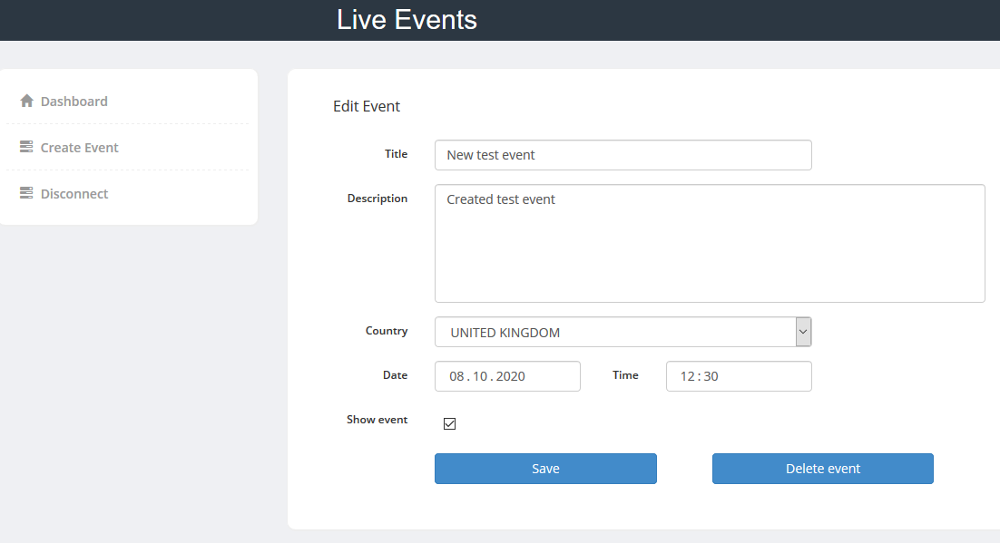 Live Events
Dashboard
Create Event
Disconnect
Edit Event
Title New test event
Description Created test event
Country UNITED KINGDOM
Date 08 . 10 . 2020 Time 12 : 30
Show event
Save Delete event